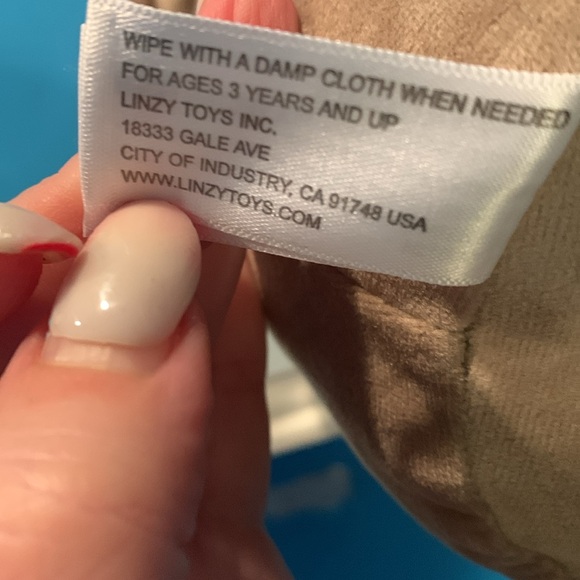 WIPE WITH A DAMP CLOTH WHEN NEEDED
FOR AGES 3 YEARS AND UP
LINZY TOYS INC.
18333 GALE AVE
CITY OF INDUSTRY, CA 91748 USA
WWW.LINZYTOYS.COM